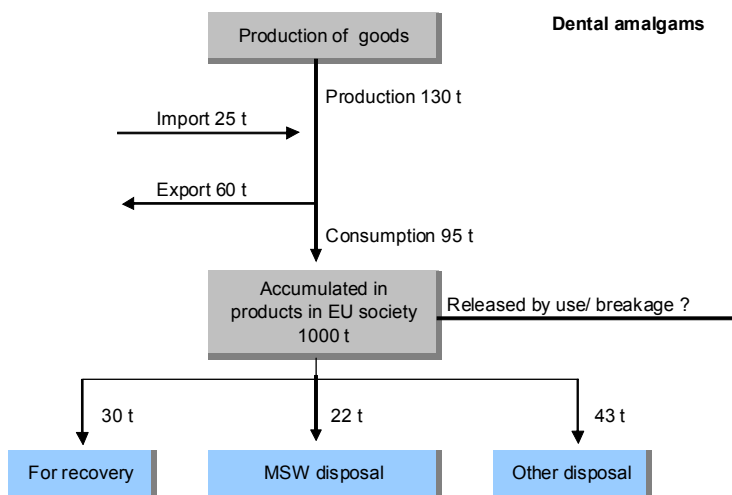 Dental amalgams
Production of goods
Production 130 t
Import 25 t
Export 60 t
Consumption 95 t
Accumulated in
products in EU society
1000 t
Released by use/ breakage ?
30 t
22 t
43 t
For recovery
MSW disposal
Other disposal